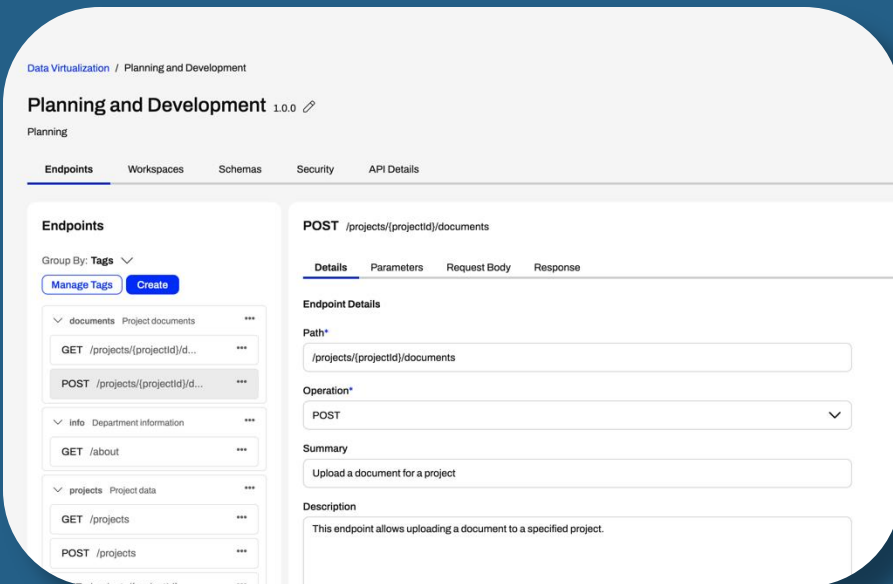 Data Virtualization / Planning and Development
Planning and Development 1.0.0
Planning
Endpoints Workspaces Schemas Security API Details
Endpoints
Group By: Tags
Manage Tags Create
documents Project documents
GET /projects/{projectId}/d...
POST /projects/{projectId}/d...
info Department information
GET /about
projects Project data
GET /projects
POST /projects
POST /projects/{projectId}/documents
Details Parameters Request Body Response
Endpoint Details
Path*
/projects/{projectId}/documents
Operation*
POST
Summary
Upload a document for a project
Description
This endpoint allows uploading a document to a specified project.